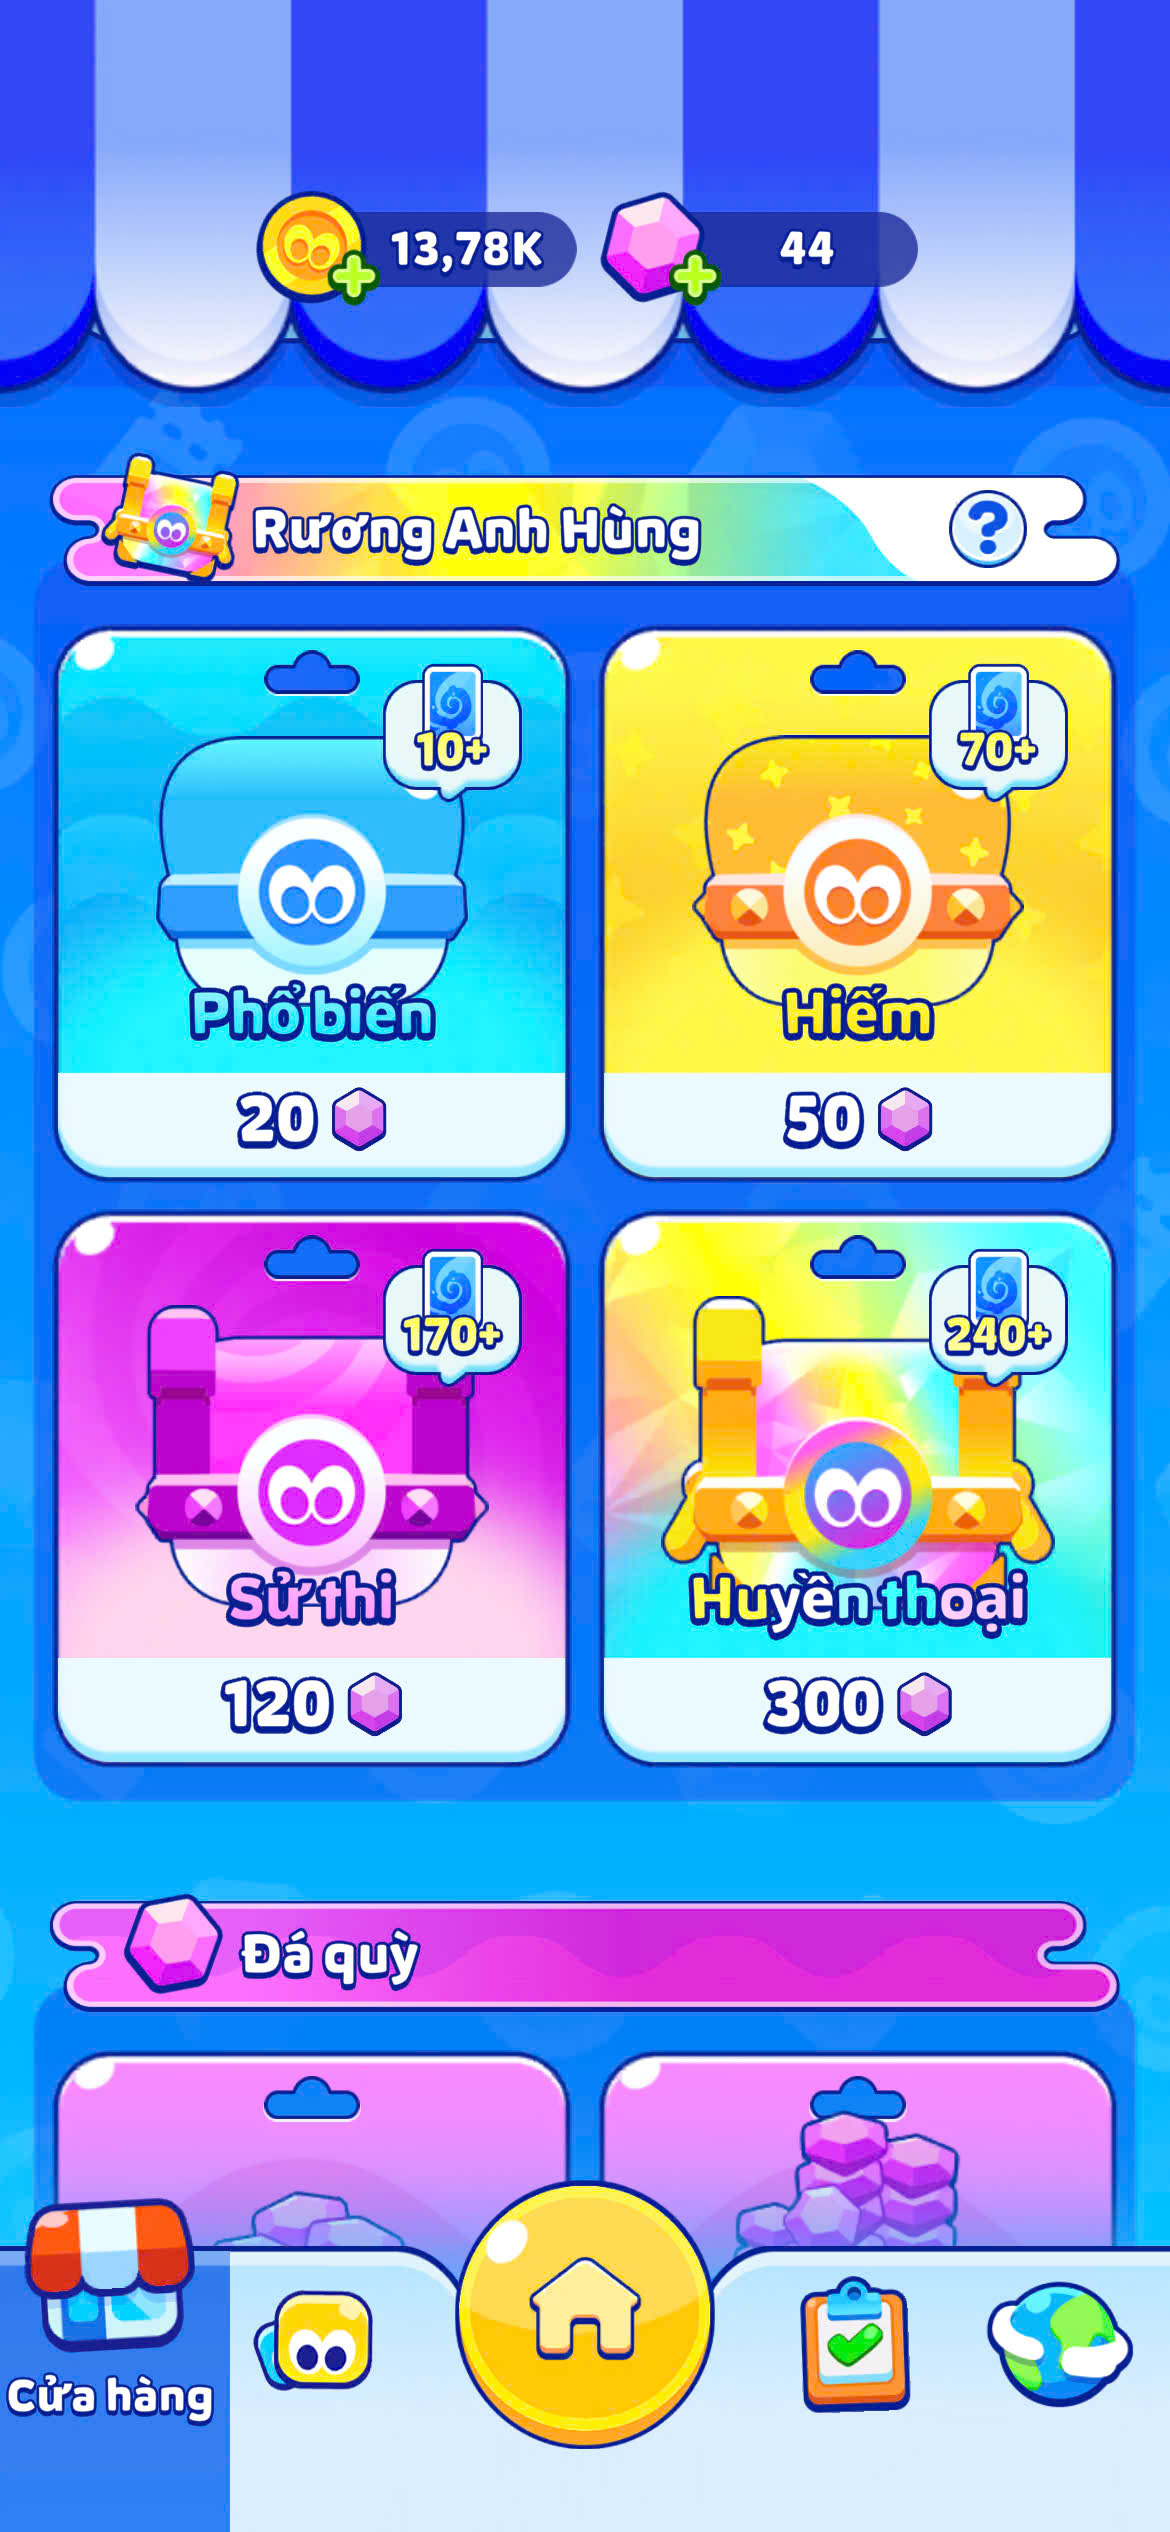 13,78K
44
Rương Anh Hùng
?
10+
Phổ biến
20
70+
Hiếm
50
170+
Sử thi
120
240+
Huyền thoại
300
Đá quỳ
Cửa hàng